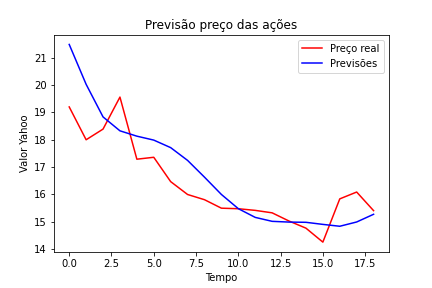 Previsão preço das ações
Preço real
Previsões
Valor Yahoo
21
20
19
18
17
16
15
14
0.0 2.5 5.0 7.5 10.0 12.5 15.0 17.5
Tempo